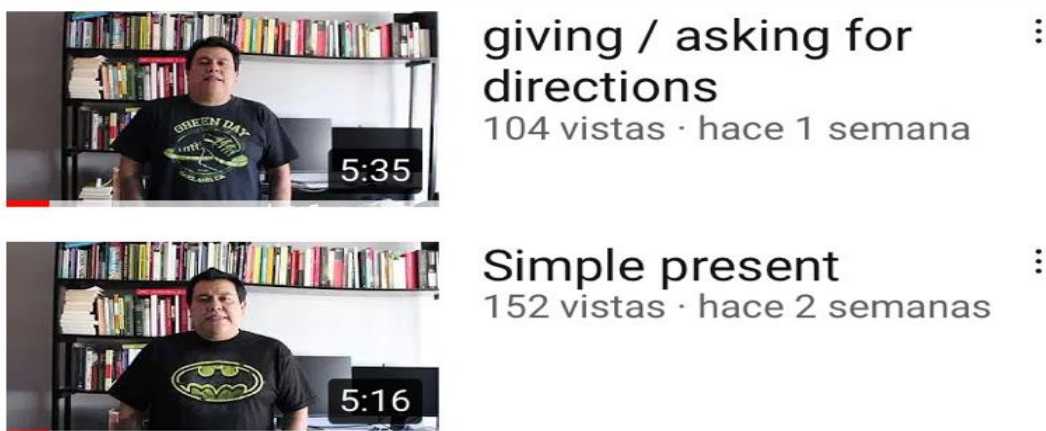 giving / asking for
directions
104 vistas · hace 1 semana
GREEN DAY
5:35
Simple present
152 vistas · hace 2 semanas
5:16